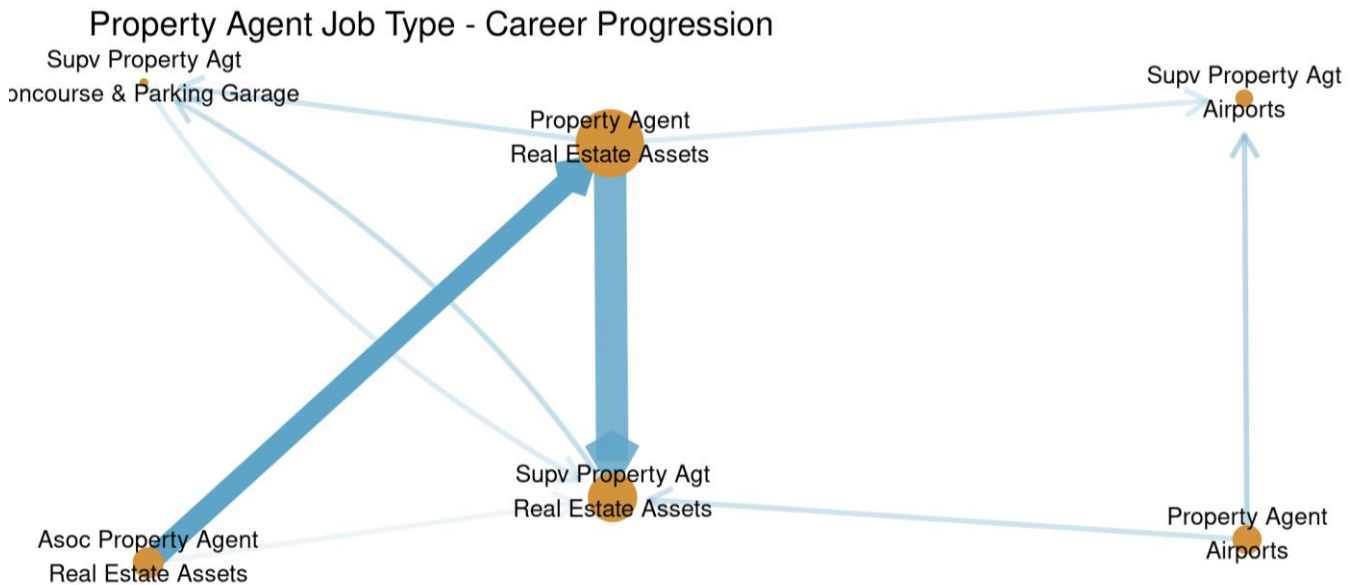 Property Agent Job Type - Career Progression
Supv Property Agt
oncourse & Parking Garage
Property Agent
Real Estate Assets
Supv Property Agt
Airports
Supv Property Agt
Real Estate Assets
Asoc Property Agent
Real Estate Assets
Property Agent
Airports